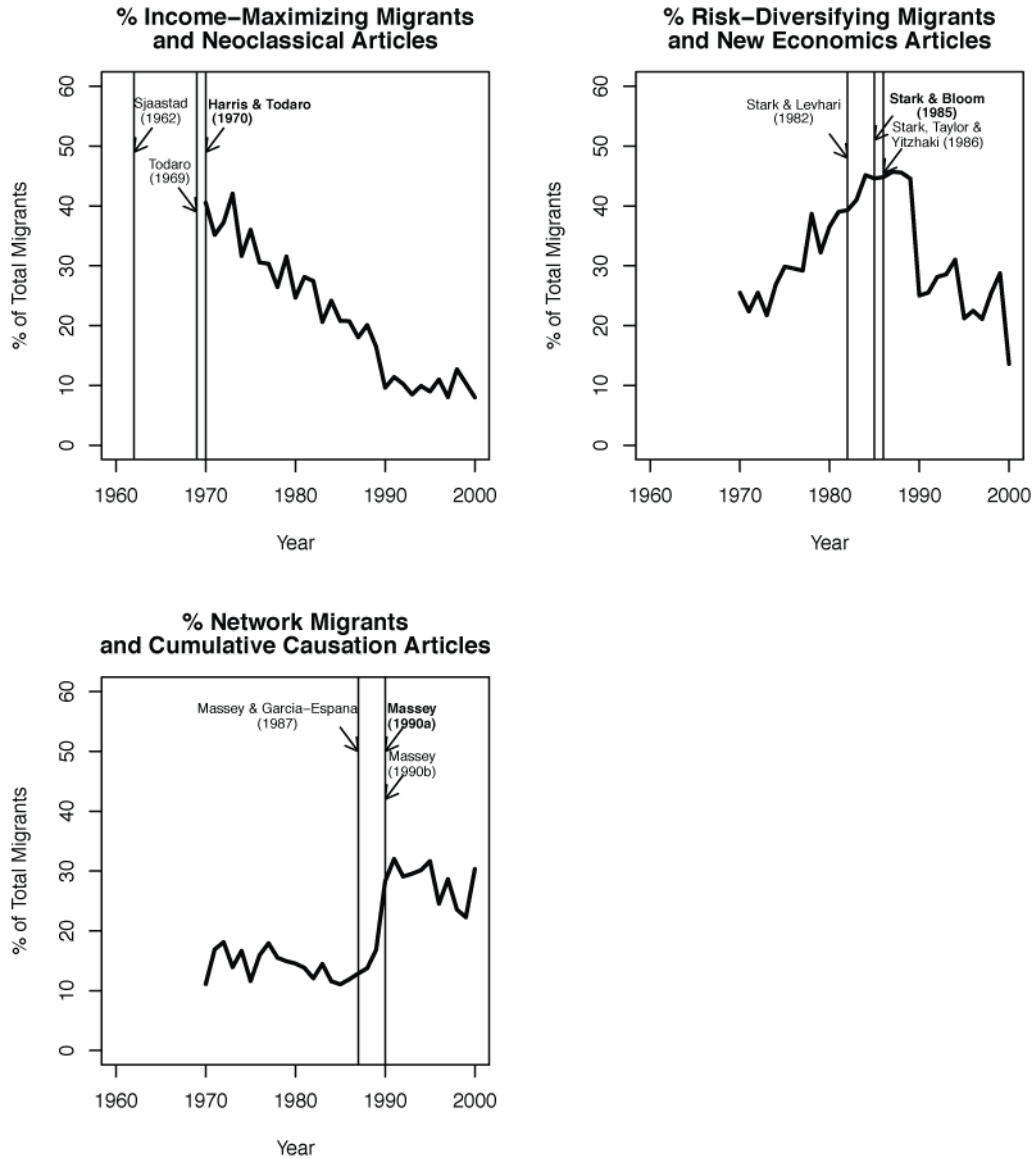 % Income−Maximizing Migrants
and Neoclassical Articles
% of Total Migrants
60
50
40
30
20
10
0
Sjaastad
(1962)
Harris & Todaro
(1970)
Todaro
(1969)
1960 1970 1980 1990 2000
Year
% Risk−Diversifying Migrants
and New Economics Articles
% of Total Migrants
60
50
40
30
20
10
0
Stark & Levhari
(1982)
Stark & Bloom
(1985)
Stark, Taylor &
Yitzhaki (1986)
1960 1970 1980 1990 2000
Year
% Network Migrants
and Cumulative Causation Articles
% of Total Migrants
60
50
40
30
20
10
0
Massey & Garcia−Espana
(1987)
Massey
(1990a)
Massey
(1990b)
1960 1970 1980 1990 2000
Year